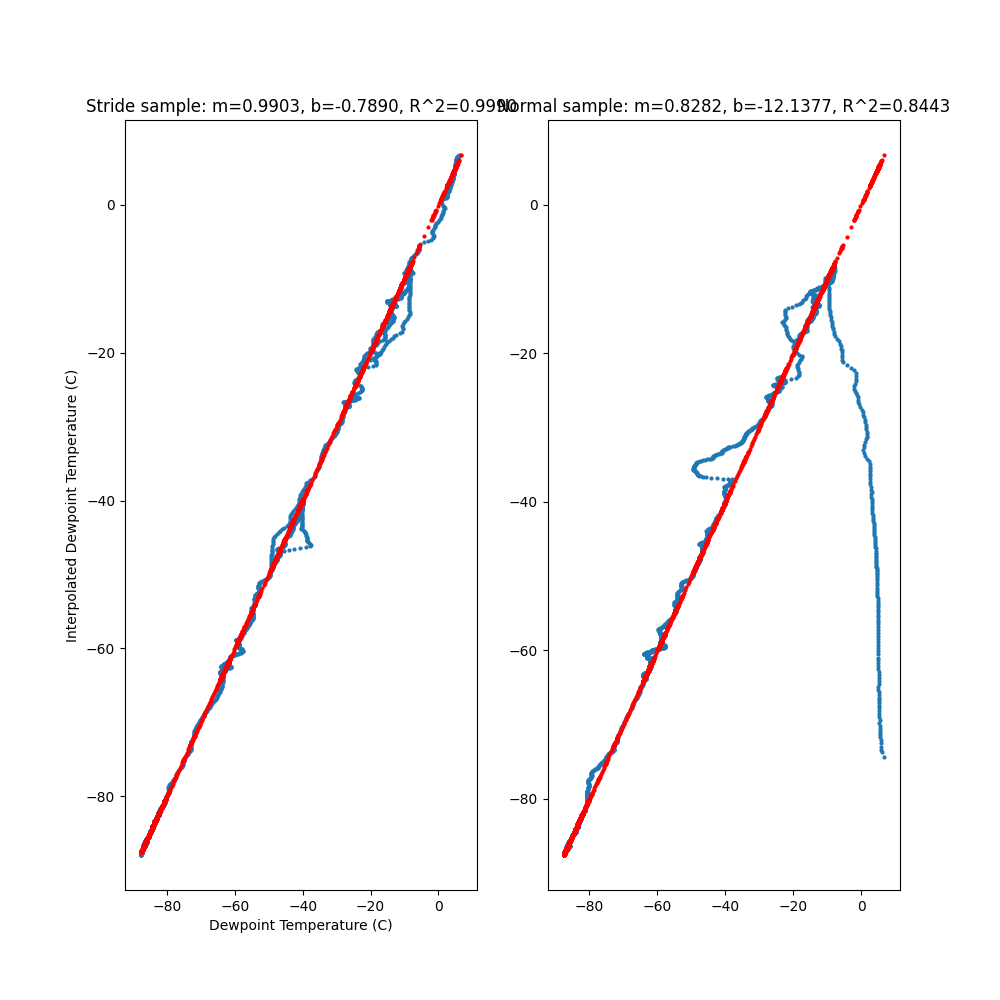 Stride sample: m=0.9903, b=-0.7890, R^2=0.9990
Normal sample: m=0.8282, b=-12.1377, R^2=0.8443
0
−20
−40
−60
−80
Interpolated Dewpoint Temperature (C)
−80 −60 −40 −20 0
Dewpoint Temperature (C)
0
−20
−40
−60
−80
−80 −60 −40 −20 0